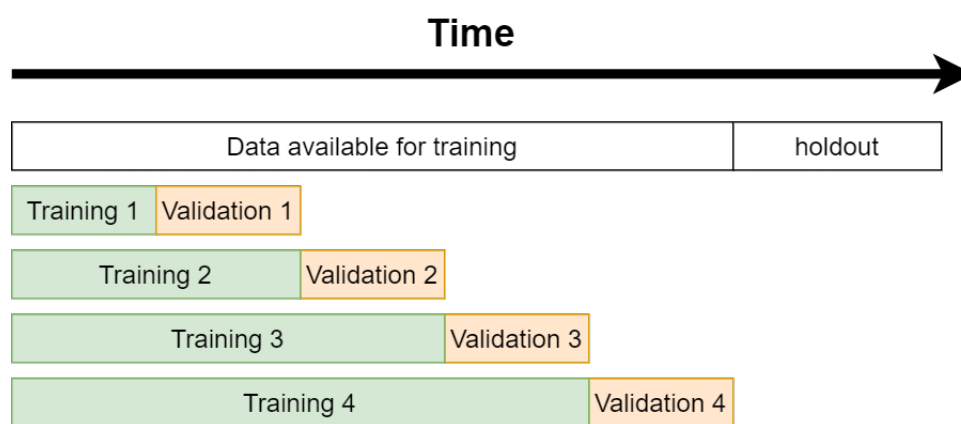 Time
Data available for training holdout
Training 1 Validation 1
Training 2 Validation 2
Training 3 Validation 3
Training 4 Validation 4